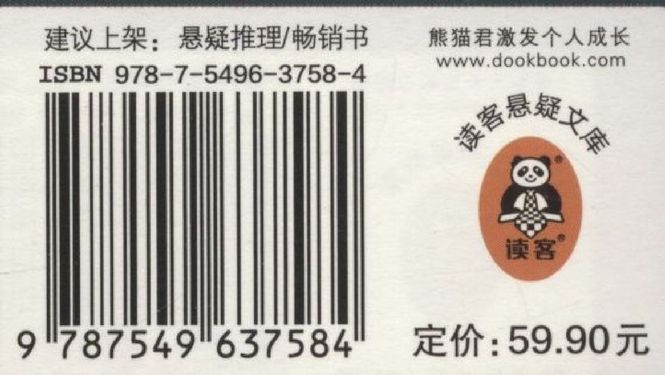 建议上架：悬疑推理/畅销书
ISBN 978-7-5496-3758-4
9 787549 637584
熊猫君激发个人成长
www.dookbook.com
读客悬疑文库
®
读客®
定价：59.90元